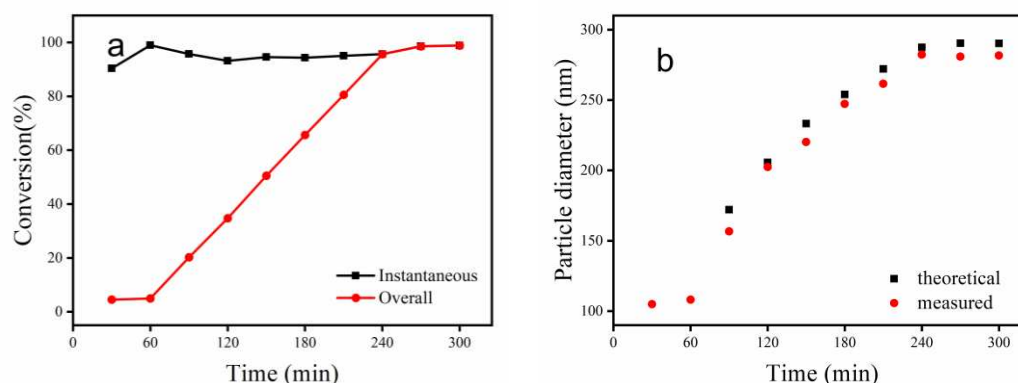 a
100
80
60
40
20
0
Conversion(%)
Instantaneous
Overall
0 60 120 180 240 300
Time (min)
b
300
250
200
150
100
Particle diameter (nm)
theoretical
measured
0 60 120 180 240 300
Time (min)